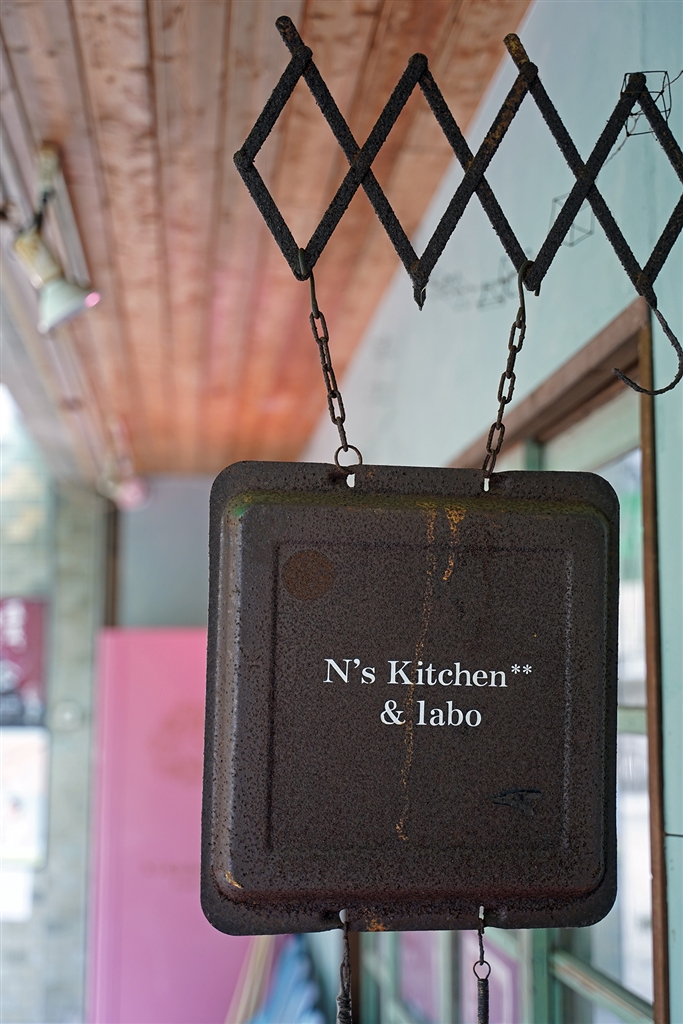 N's Kitchen**
& labo